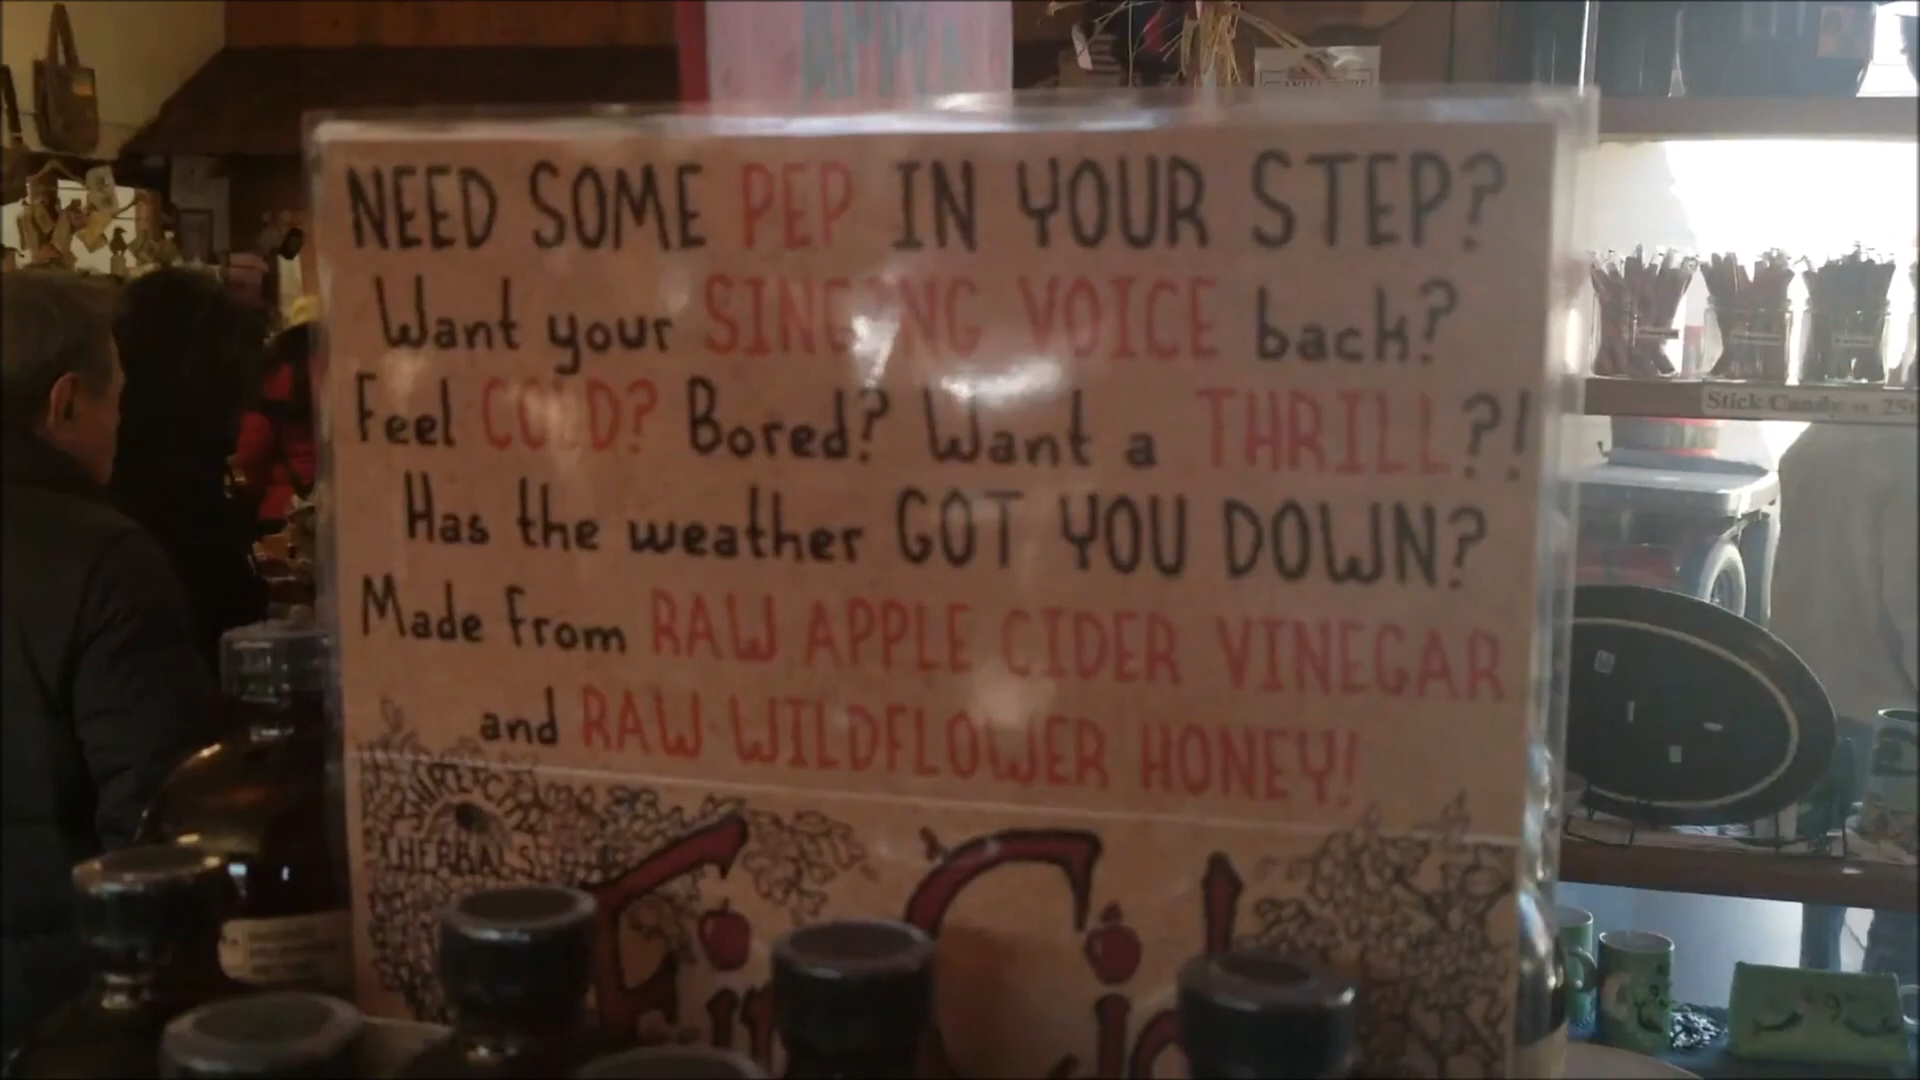 NEED SOME PEP IN YOUR STEP?
Want your SINGING VOICE back?
Feel COLD? Bored? Want a THRILL?!
Has the weather GOT YOU DOWN?
Made from RAW APPLE CIDER VINEGAR
and RAW WILDFLOWER HONEY!
HERBALS
Stick Candy